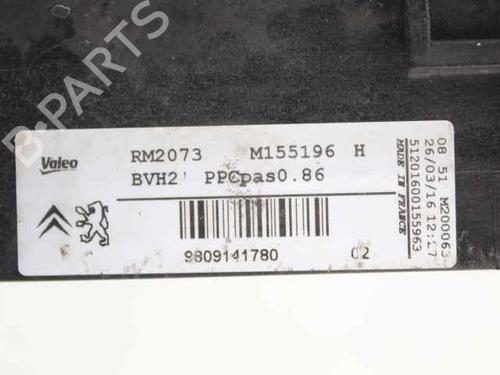 B-PARTS
Valeo
RM2073 M155196 H
BVH2' PPCpas0.86
9809141780 02
08 51 M200063
26/03/16 12:27
51201600155963
MADE IN FRANCE